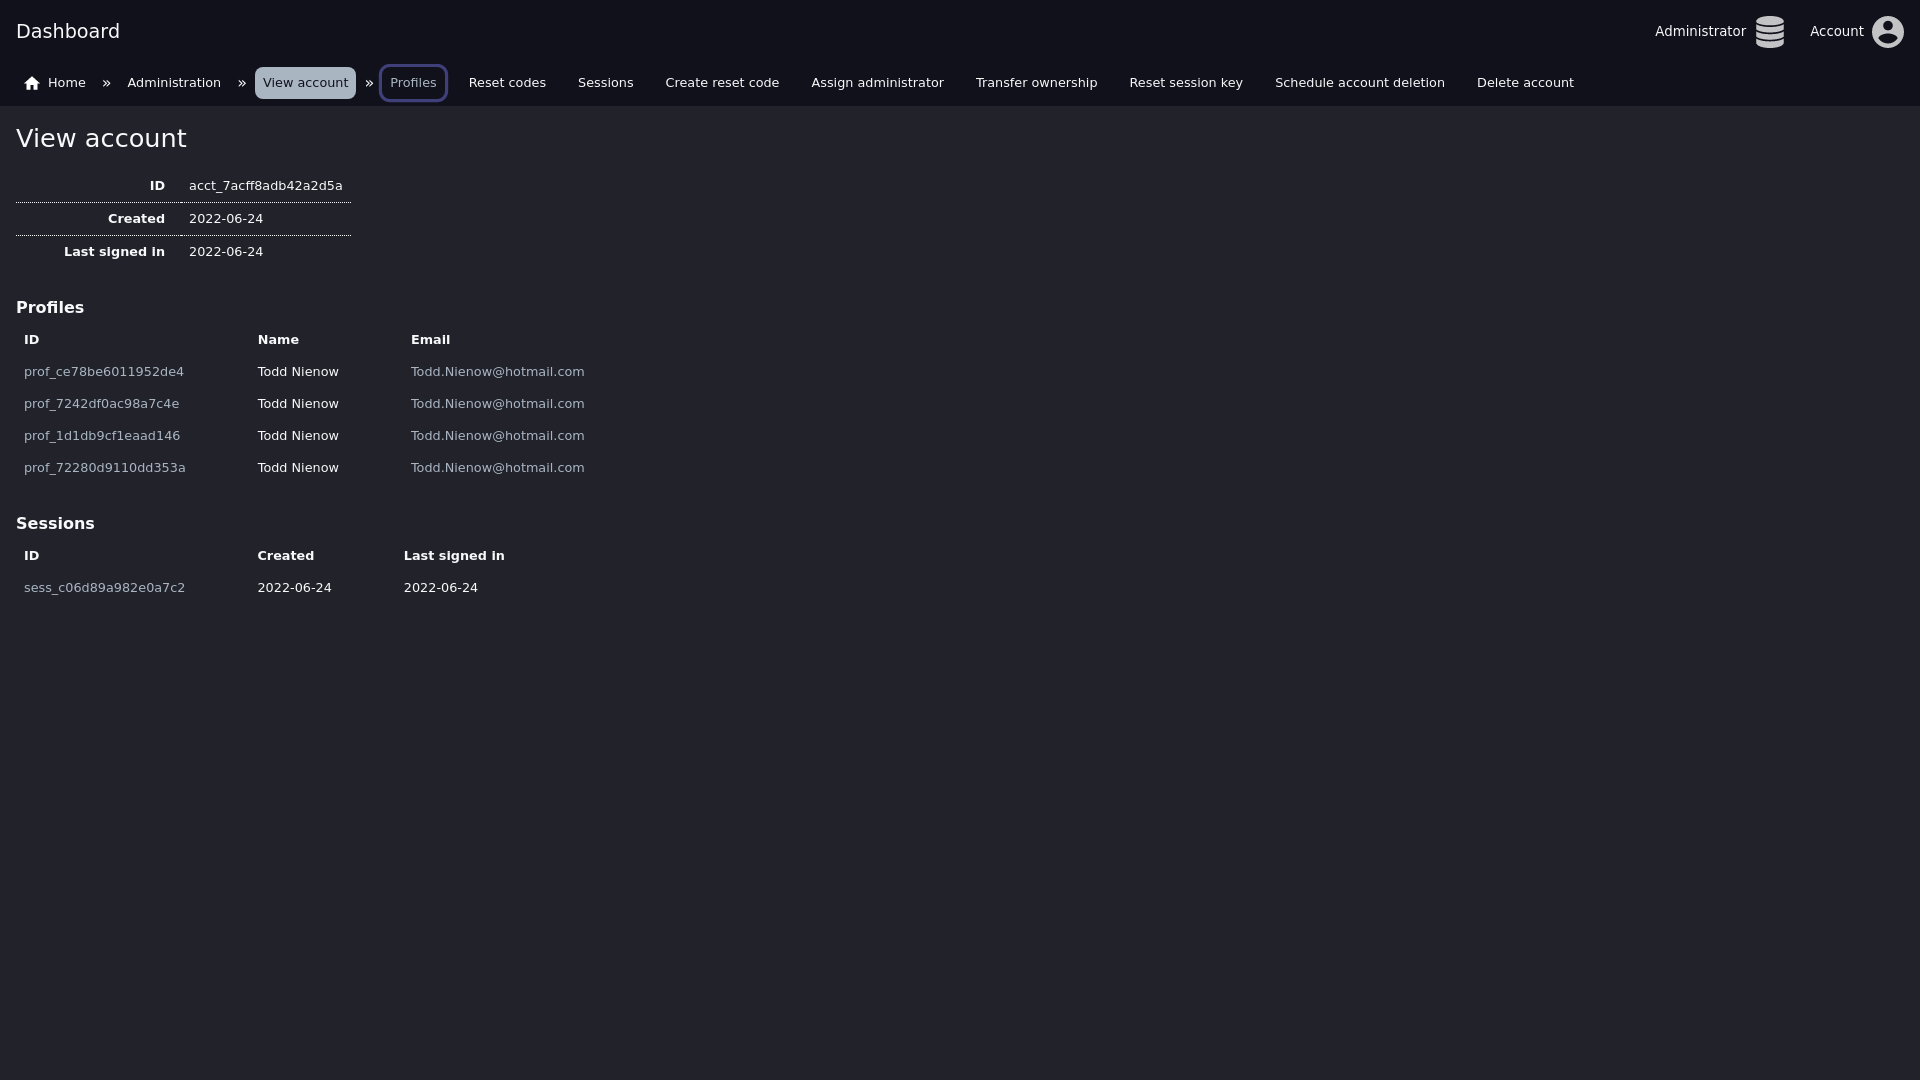 Dashboard
Administrator
Account
Home » Administration » View account » Profiles Reset codes Sessions Create reset code Assign administrator Transfer ownership Reset session key Schedule account deletion Delete account
View account
ID acct_7acff8adb42a2d5a
Created 2022-06-24
Last signed in 2022-06-24
Profiles
ID Name Email
prof_ce78be6011952de4 Todd Nienow Todd.Nienow@hotmail.com
prof_7242df0ac98a7c4e Todd Nienow Todd.Nienow@hotmail.com
prof_1d1db9cf1eaad146 Todd Nienow Todd.Nienow@hotmail.com
prof_72280d9110dd353a Todd Nienow Todd.Nienow@hotmail.com
Sessions
ID Created Last signed in
sess_c06d89a982e0a7c2 2022-06-24 2022-06-24